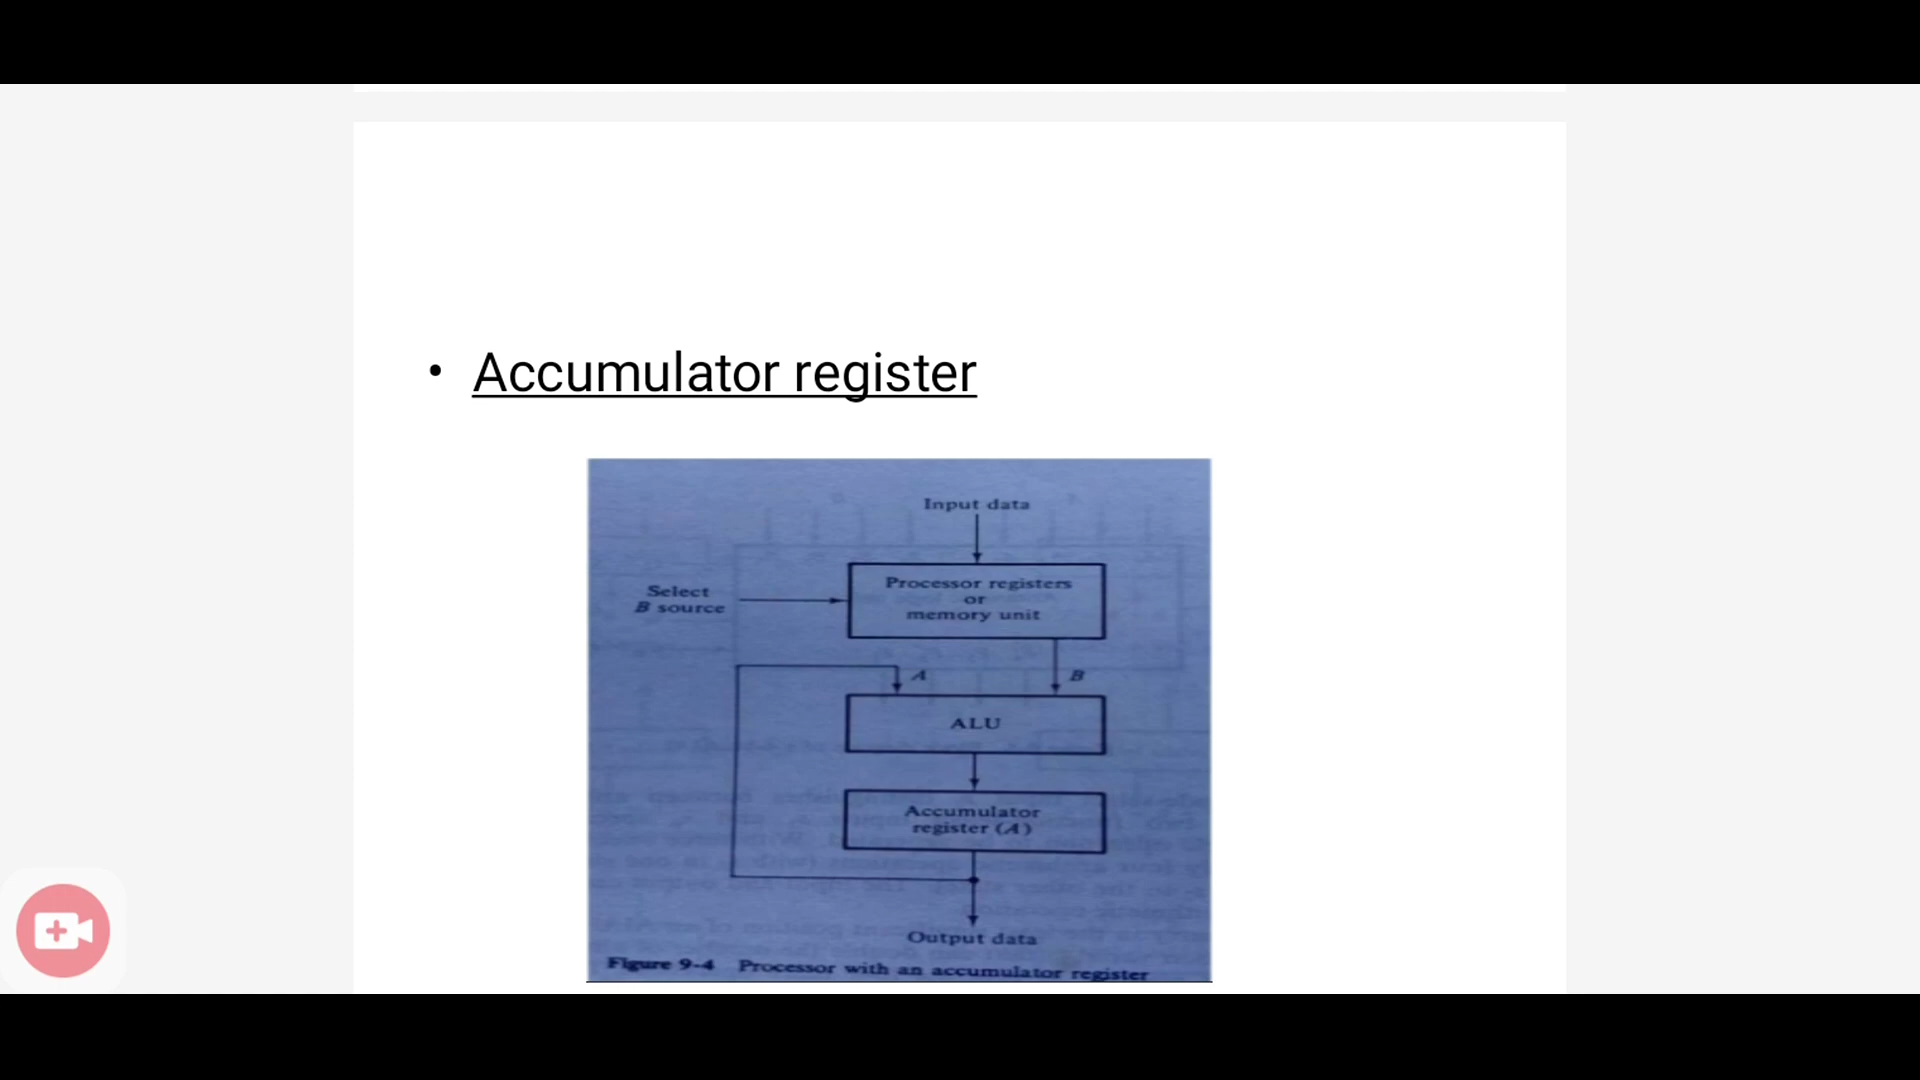 • Accumulator register
Input data
Select
B source
Processor registers
or
memory unit
A
B
ALU
Accumulator
register (A)
Output data
Figure 9-4 Processor with an accumulator register